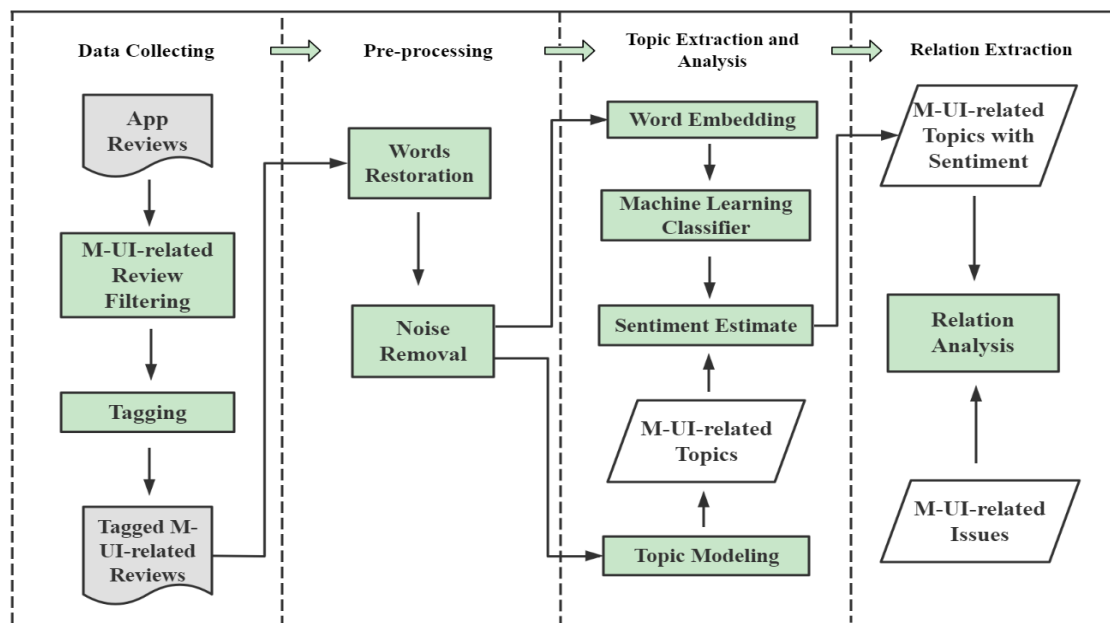 Data Collecting
Pre-processing
Topic Extraction and
Analysis
Relation Extraction
App
Reviews
M-UI-related
Review
Filtering
Tagging
Tagged M-
UI-related
Reviews
Words
Restoration
Noise
Removal
Word Embedding
Machine Learning
Classifier
Sentiment Estimate
M-UI-related
Topics
Topic Modeling
M-UI-related
Topics with
Sentiment
Relation
Analysis
M-UI-related
Issues